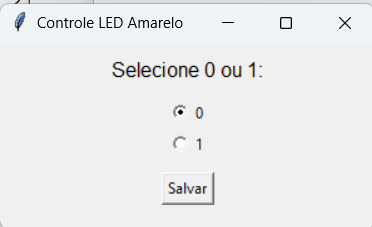 Controle LED Amarelo
Selecione 0 ou 1:
0
1
Salvar